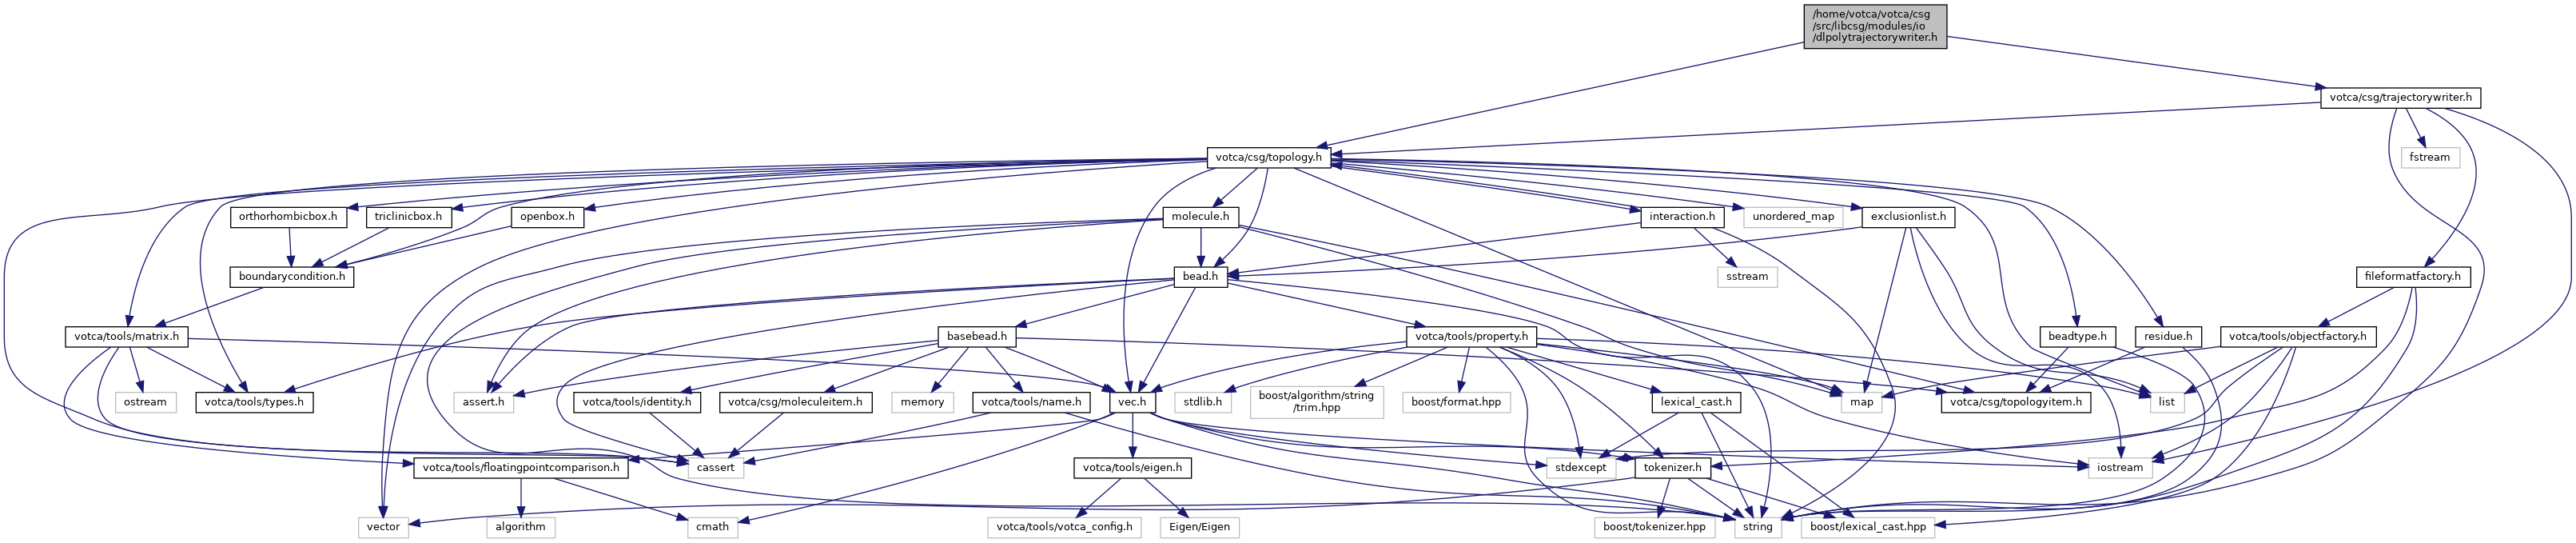 /home/votca/votca/csg
/src/libcsg/modules/io
/dlpolytrajectorywriter.h
votca/csg/trajectorywriter.h
votca/csg/topology.h
fstream
orthorhombicbox.h
triclinicbox.h
openbox.h
molecule.h
interaction.h
unordered_map
exclusionlist.h
boundarycondition.h
bead.h
sstream
fileformatfactory.h
votca/tools/matrix.h
basebead.h
votca/tools/property.h
beadtype.h
residue.h
votca/tools/objectfactory.h
ostream
votca/tools/types.h
assert.h
votca/tools/identity.h
votca/csg/moleculeitem.h
memory
votca/tools/name.h
vec.h
stdlib.h
boost/algorithm/string
/trim.hpp
boost/format.hpp
lexical_cast.h
map
votca/csg/topologyitem.h
list
votca/tools/floatingpointcomparison.h
cassert
votca/tools/eigen.h
stdexcept
tokenizer.h
iostream
vector
algorithm
cmath
votca/tools/votca_config.h
Eigen/Eigen
boost/tokenizer.hpp
string
boost/lexical_cast.hpp